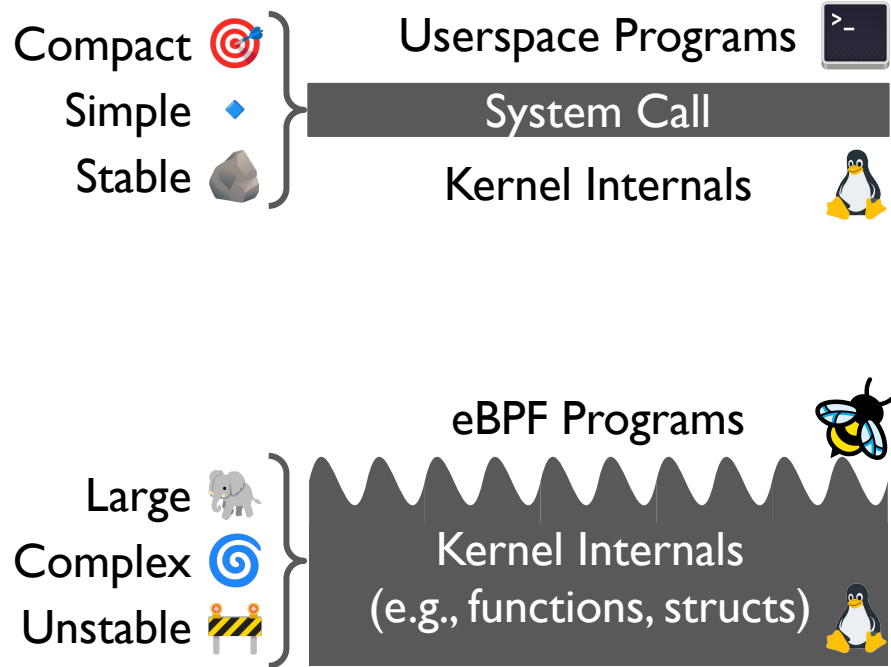 Compact
Simple
Stable
Userspace Programs
>_
System Call
Kernel Internals
eBPF Programs
Large
Complex
Unstable
Kernel Internals
(e.g., functions, structs)